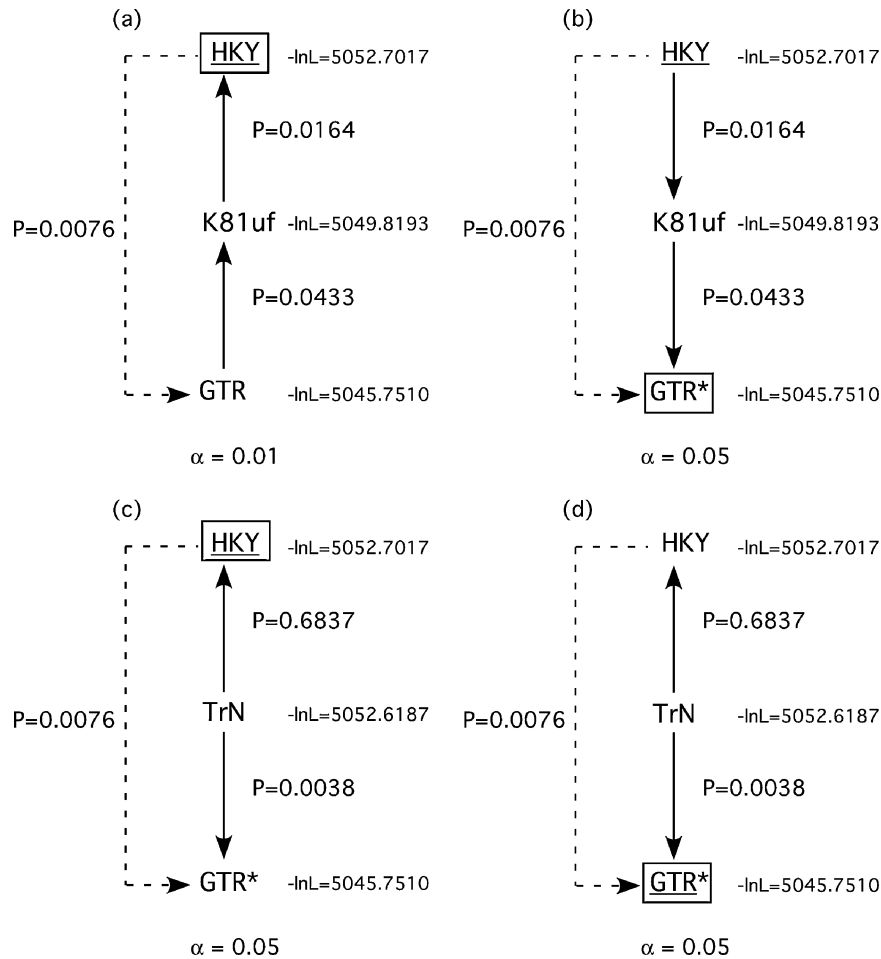 (a)
HKY -lnL=5052.7017
P=0.0164
P=0.0076
K81uf -lnL=5049.8193
P=0.0433
GTR -lnL=5045.7510
α = 0.01
(b)
HKY -lnL=5052.7017
P=0.0164
P=0.0076
K81uf -lnL=5049.8193
P=0.0433
GTR* -lnL=5045.7510
α = 0.05
(c)
HKY -lnL=5052.7017
P=0.6837
P=0.0076
TrN -lnL=5052.6187
P=0.0038
GTR* -lnL=5045.7510
α = 0.05
(d)
HKY -lnL=5052.7017
P=0.6837
P=0.0076
TrN -lnL=5052.6187
P=0.0038
GTR* -lnL=5045.7510
α = 0.05